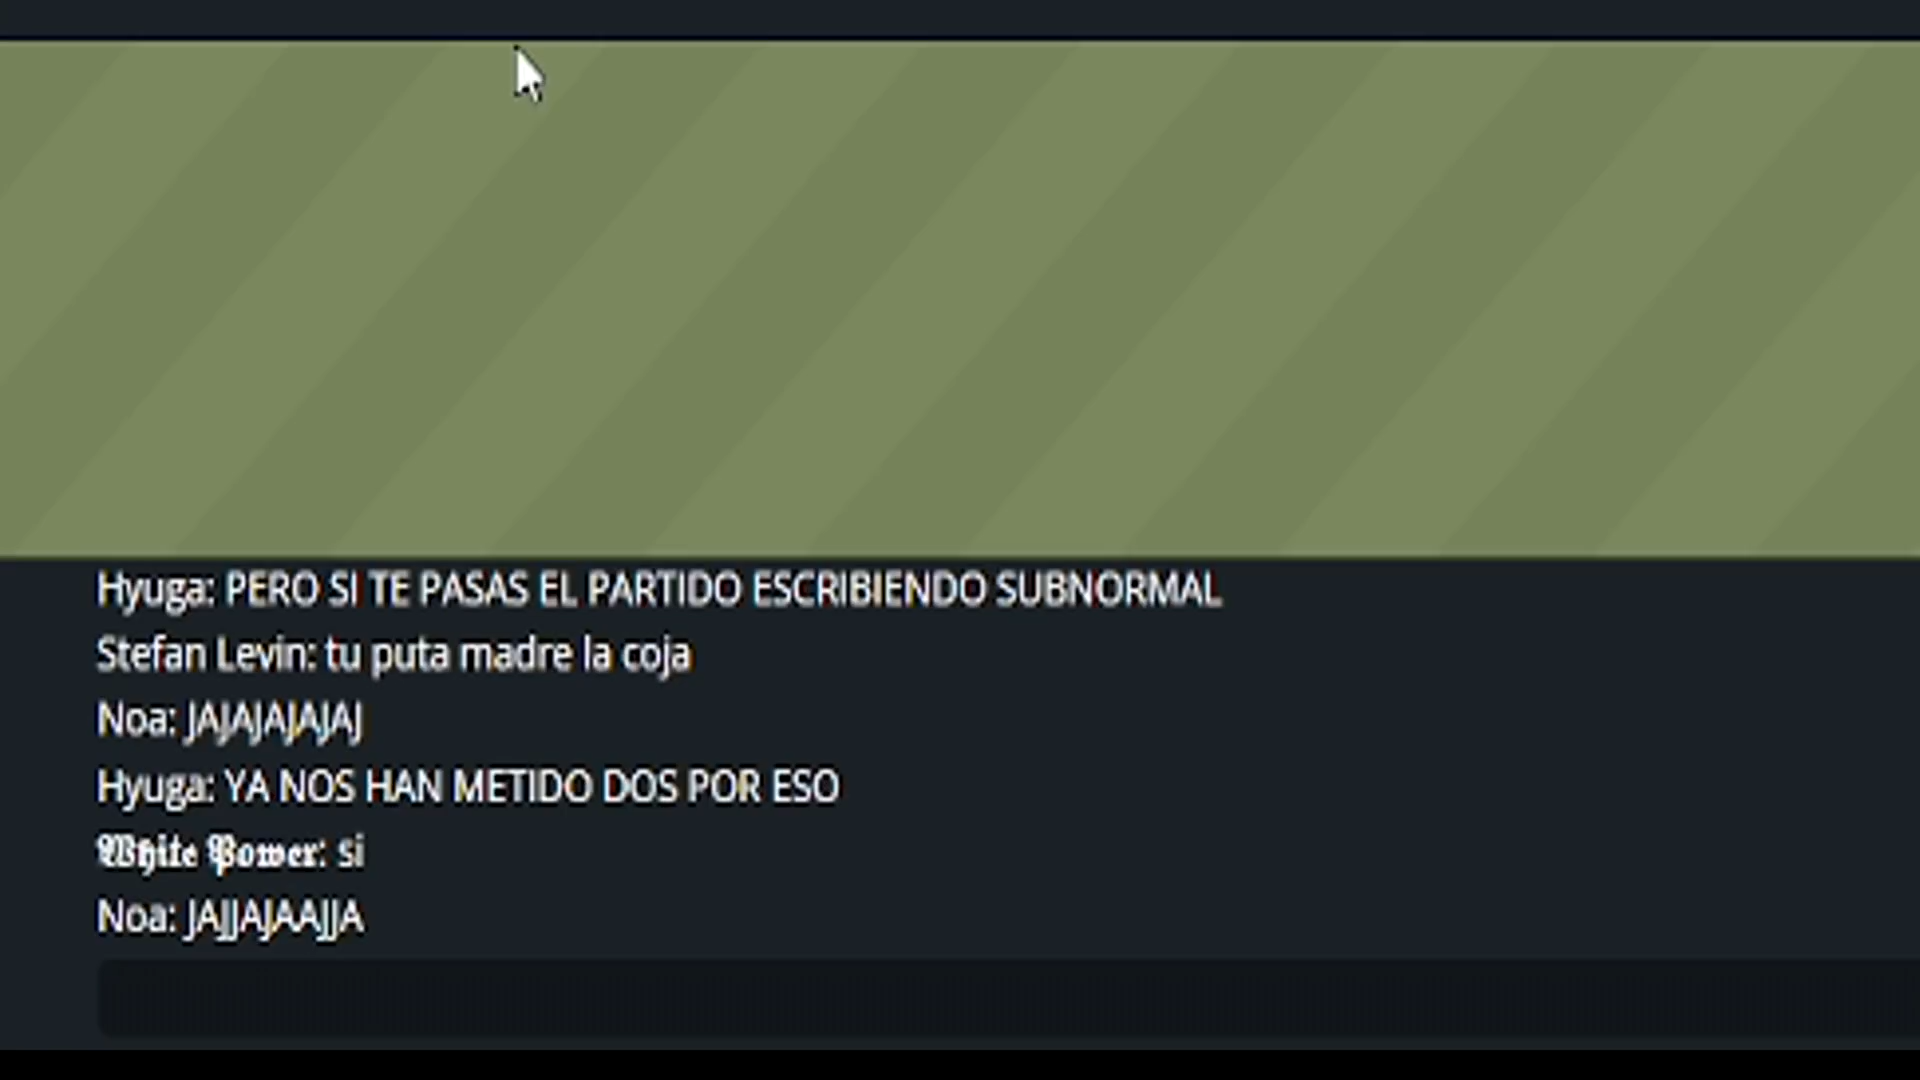 Hyuga: PERO SI TE PASAS EL PARTIDO ESCRIBIENDO SUBNORMAL
Stefan Levin: tu puta madre la coja
Noa: JAJAJAJAJAJ
Hyuga: YA NOS HAN METIDO DOS POR ESO
𝖂𝖍𝖎𝖙𝖊 𝕻𝖔𝖜𝖊𝖗: si
Noa: JAJJAJAAJJA